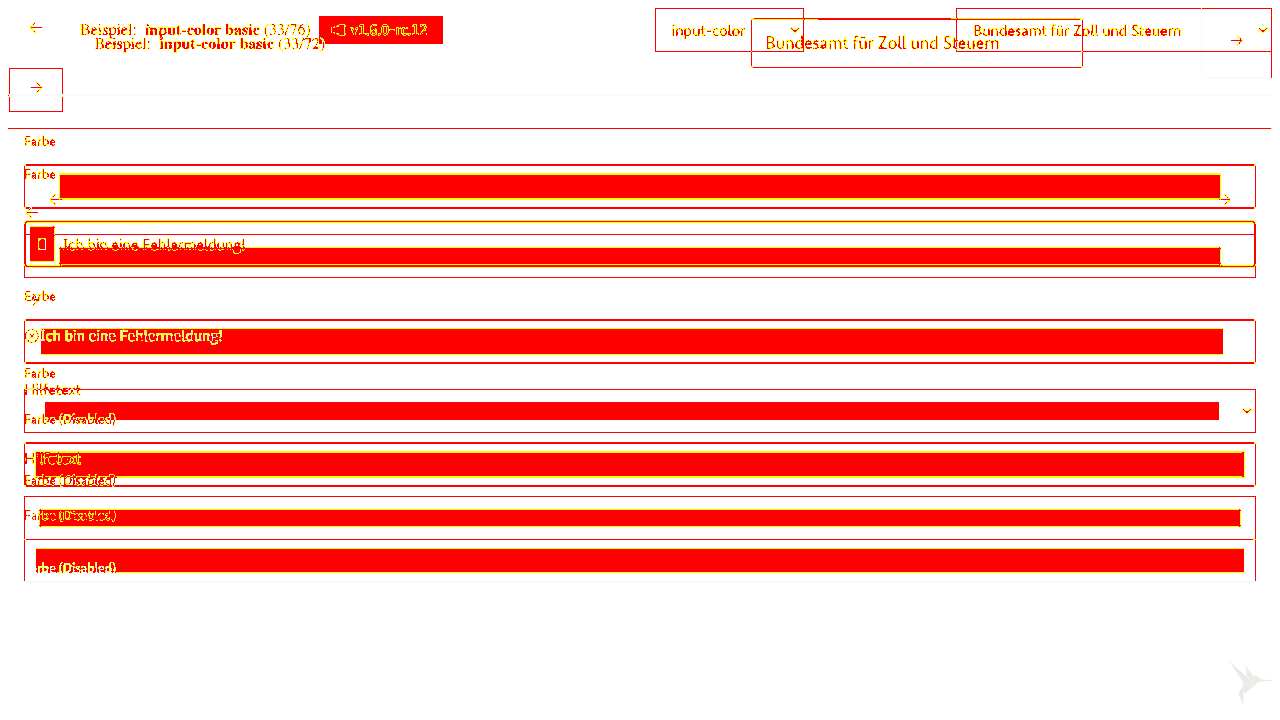 Beispiel: input-color basic (33/76) v1.6.0-rc.12 input-color Bundesamt für Zoll und Steuern
Beispiel: input-color basic (33/72) Bundesamt für Zoll und Steuern
Farbe
Farbe
Ich bin eine Fehlermeldung!
Farbe
Ich bin eine Fehlermeldung!
Farbe
Hilfetext
Farbe (Disabled)
Hilfetext
Farbe (Disabled)
Farbe (Disabled)
Farbe (Disabled)